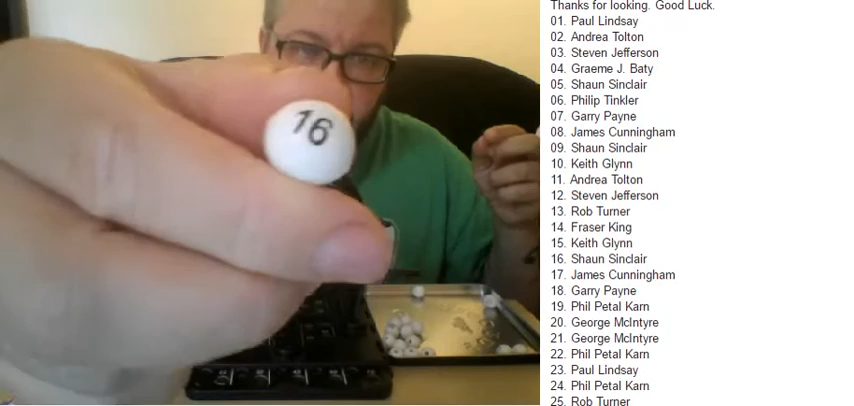 16
Thanks for looking. Good Luck.
01. Paul Lindsay
02. Andrea Tolton
03. Steven Jefferson
04. Graeme J. Baty
05. Shaun Sinclair
06. Philip Tinkler
07. Garry Payne
08. James Cunningham
09. Shaun Sinclair
10. Keith Glynn
11. Andrea Tolton
12. Steven Jefferson
13. Rob Turner
14. Fraser King
15. Keith Glynn
16. Shaun Sinclair
17. James Cunningham
18. Garry Payne
19. Phil Petal Karn
20. George McIntyre
21. George McIntyre
22. Phil Petal Karn
23. Paul Lindsay
24. Phil Petal Karn
25. Rob Turner